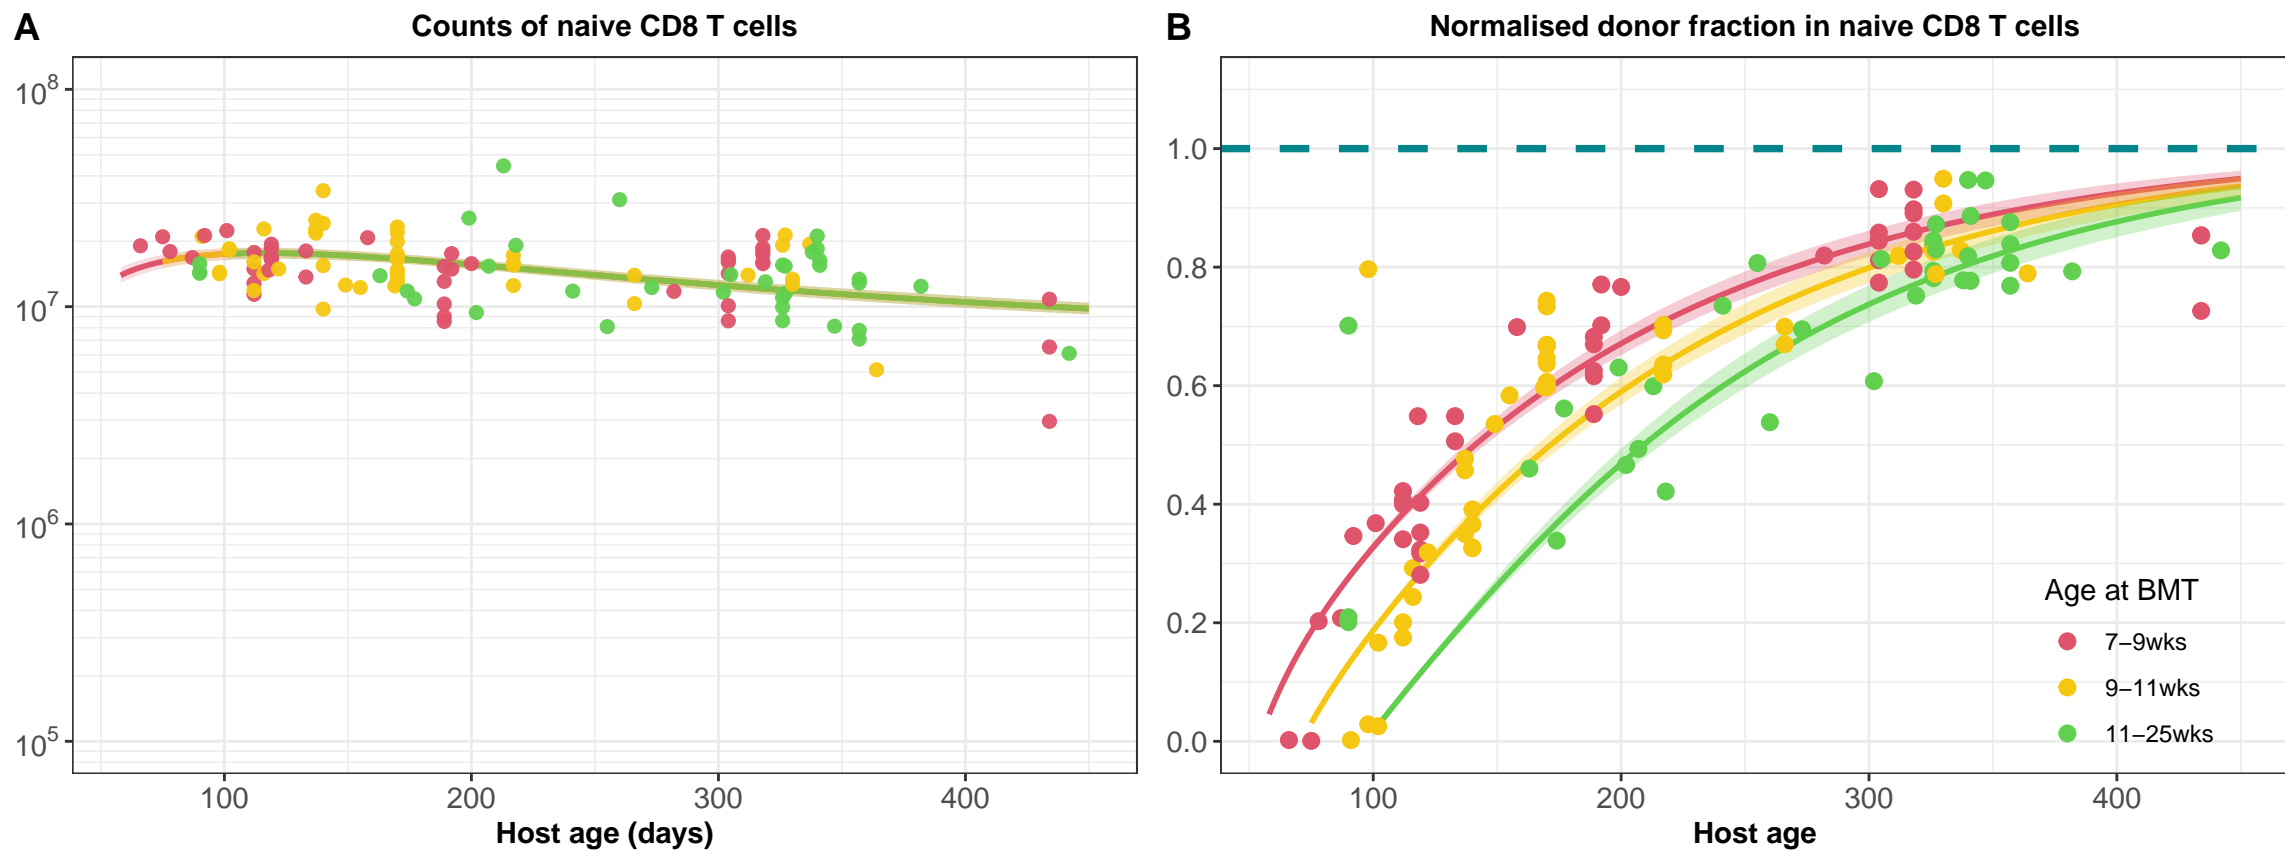 A
Counts of naive CD8 T cells
10^8
10^7
10^6
10^5
100 200 300 400
Host age (days)
B
Normalised donor fraction in naive CD8 T cells
1.0
0.8
0.6
0.4
0.2
0.0
Age at BMT
7–9wks
9–11wks
11–25wks
100 200 300 400
Host age